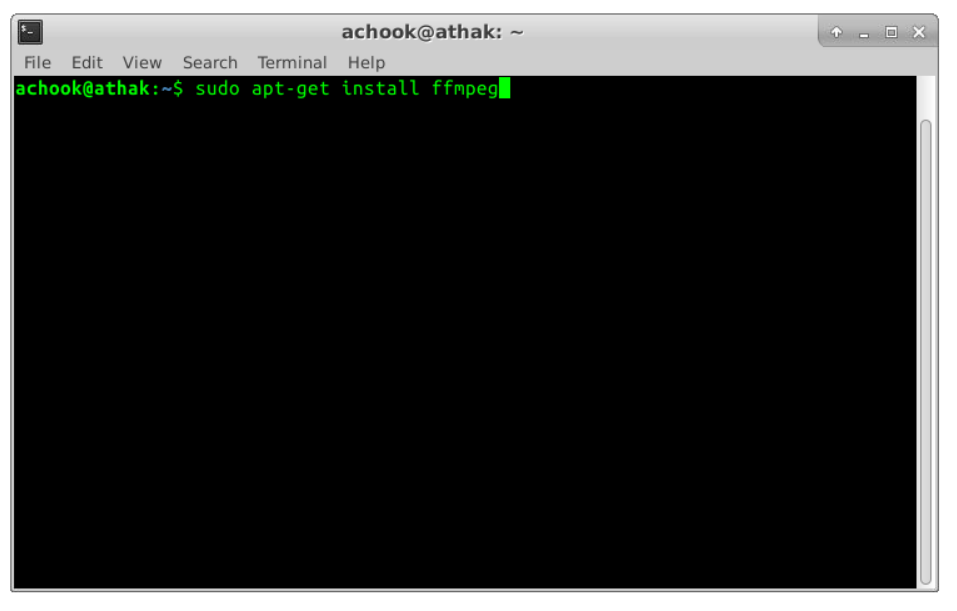 achook@athak: ~
File Edit View Search Terminal Help
achook@athak:~$ sudo apt-get install ffmpeg